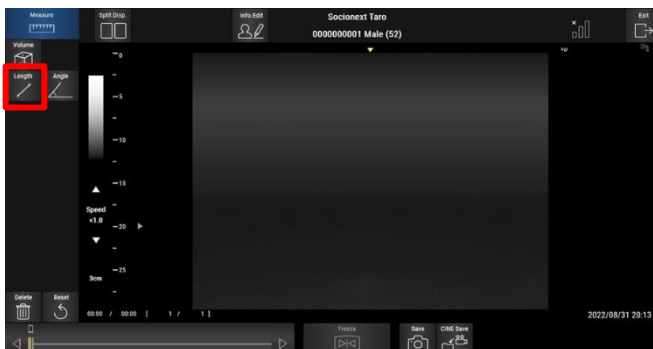 Measure
Split Disp.
Info.Edit
Socionext Taro
Exit
0000000001 Male (52)
Volume
Length
Angle
0
5
10
15
Speed
×1.0
20
25
3cm
Delete
Reset
00:00 / 00:00 [ 1 / 1 ]
2022/08/31 20:13
Freeze
Save
CINE Save